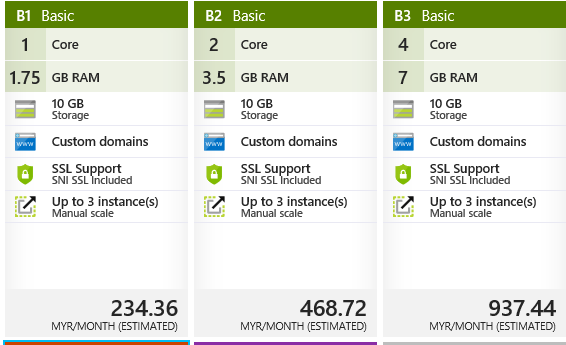 B1 Basic
1 Core
1.75 GB RAM
10 GB
Storage
www
Custom domains
SSL Support
SNI SSL Included
Up to 3 instance(s)
Manual scale
234.36
MYR/MONTH (ESTIMATED)
B2 Basic
2 Core
3.5 GB RAM
10 GB
Storage
www
Custom domains
SSL Support
SNI SSL Included
Up to 3 instance(s)
Manual scale
468.72
MYR/MONTH (ESTIMATED)
B3 Basic
4 Core
7 GB RAM
10 GB
Storage
www
Custom domains
SSL Support
SNI SSL Included
Up to 3 instance(s)
Manual scale
937.44
MYR/MONTH (ESTIMATED)